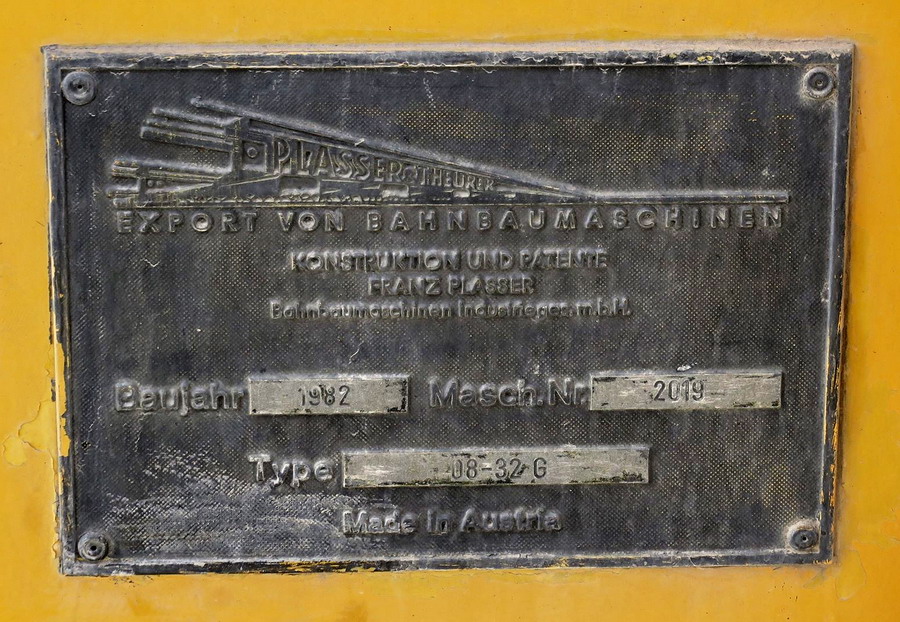 PLASSER & THEURER
EXPORT VON BAHNBAUMASCHINEN
KONSTRUKTION UND PATENTE
FRANZ PLASSER
Bahnbaumaschinen Industrieges.m.b.H.
Baujahr 1982 Masch.Nr. 2019
Type 08-32 G
Made in Austria